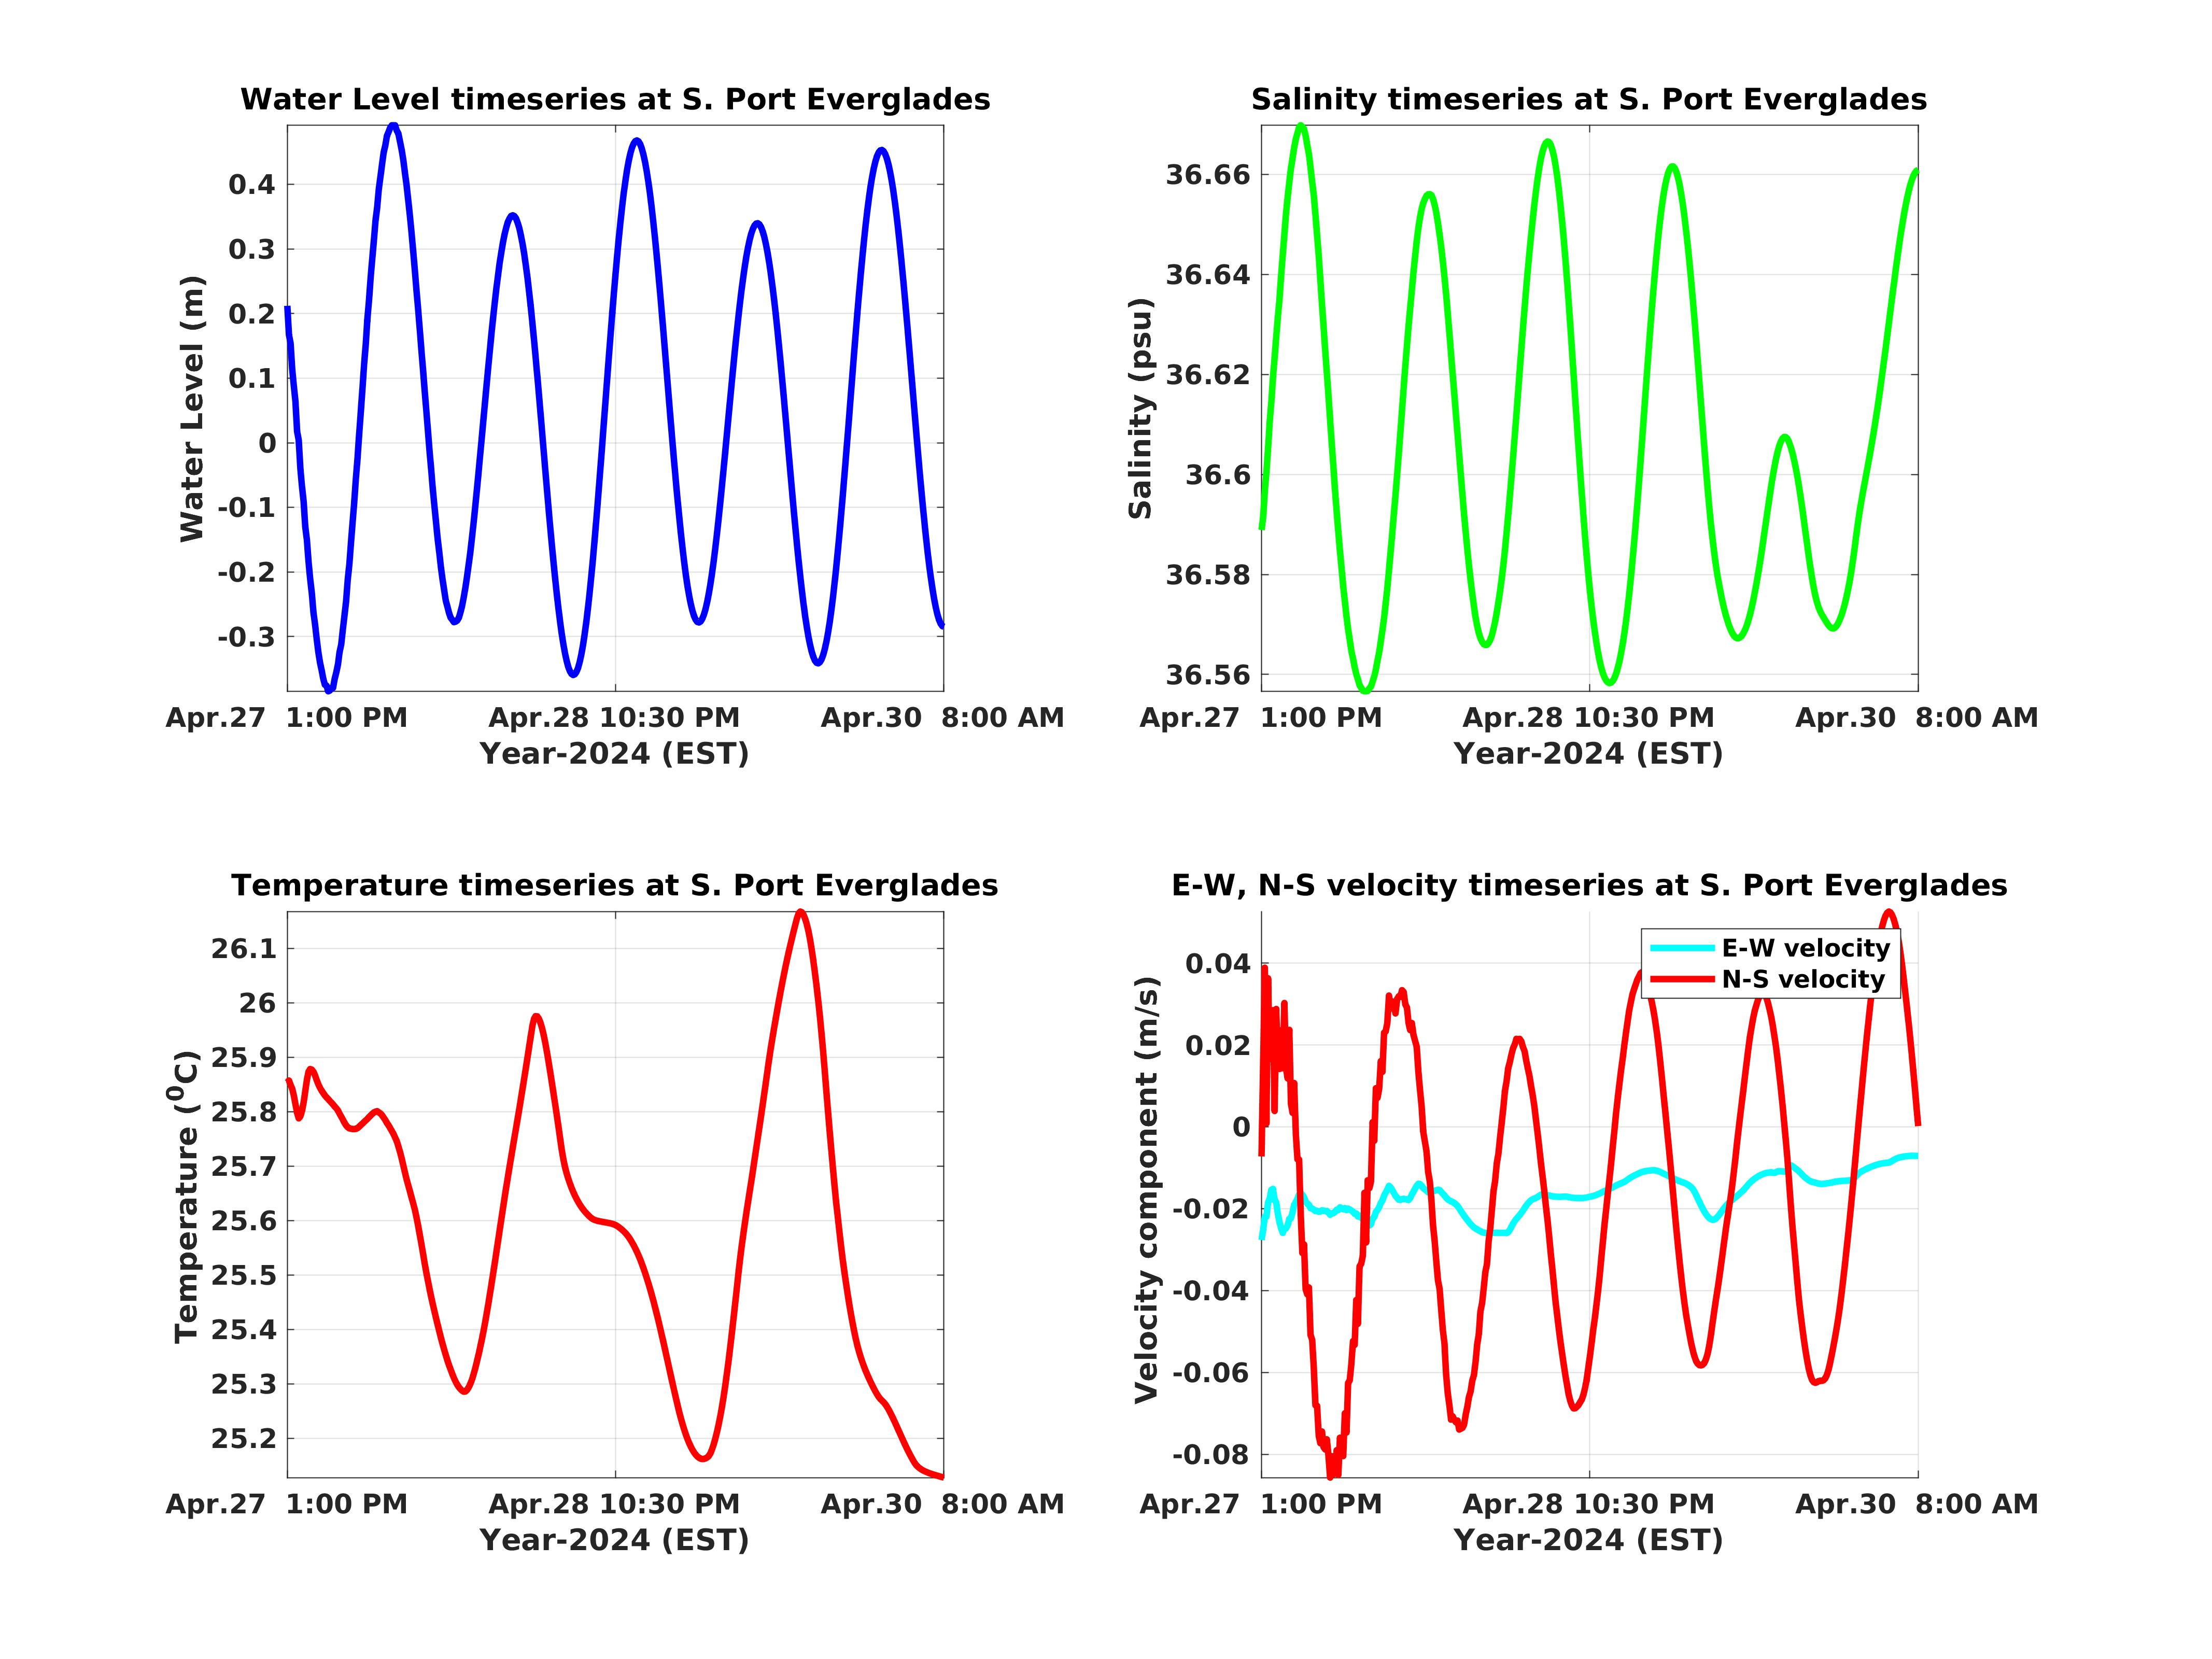 Water Level timeseries at S. Port Everglades
Water Level (m)
0.4
0.3
0.2
0.1
0
-0.1
-0.2
-0.3
Apr.27 1:00 PM
Apr.28 10:30 PM
Apr.30 8:00 AM
Year-2024 (EST)
Salinity timeseries at S. Port Everglades
Salinity (psu)
36.66
36.64
36.62
36.6
36.58
36.56
Apr.27 1:00 PM
Apr.28 10:30 PM
Apr.30 8:00 AM
Year-2024 (EST)
Temperature timeseries at S. Port Everglades
Temperature (⁰C)
26.1
26
25.9
25.8
25.7
25.6
25.5
25.4
25.3
25.2
Apr.27 1:00 PM
Apr.28 10:30 PM
Apr.30 8:00 AM
Year-2024 (EST)
E-W, N-S velocity timeseries at S. Port Everglades
Velocity component (m/s)
0.04
0.02
0
-0.02
-0.04
-0.06
-0.08
E-W velocity
N-S velocity
Apr.27 1:00 PM
Apr.28 10:30 PM
Apr.30 8:00 AM
Year-2024 (EST)